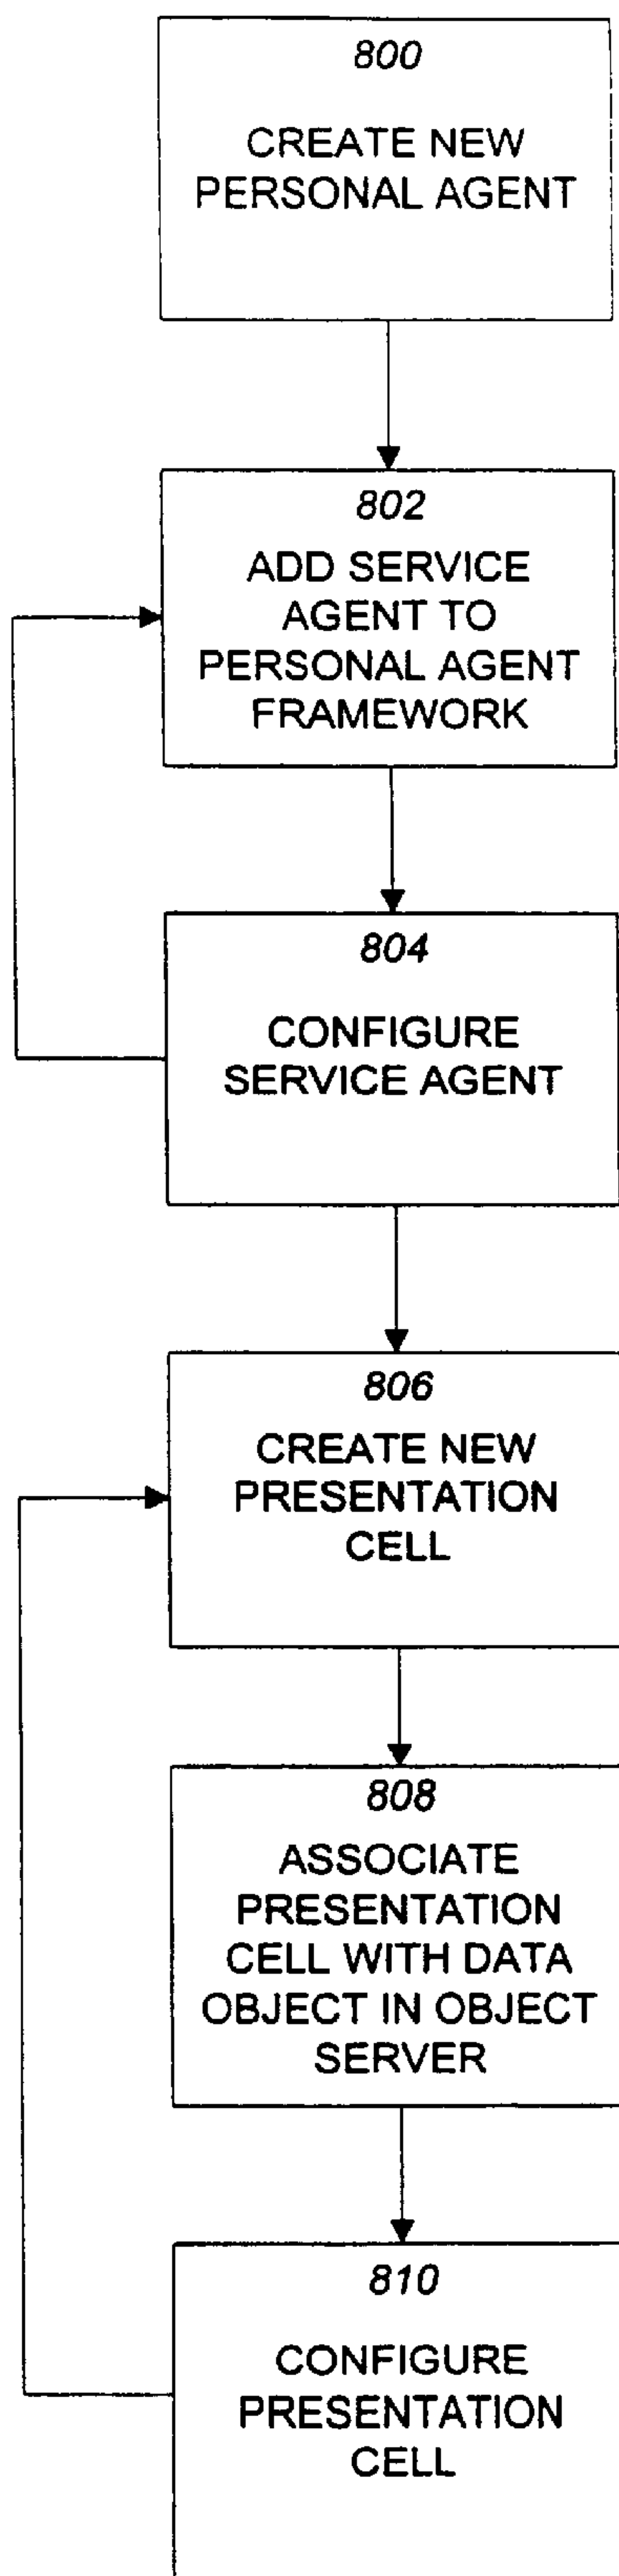 800
CREATE NEW
PERSONAL AGENT
802
ADD SERVICE
AGENT TO
PERSONAL AGENT
FRAMEWORK
804
CONFIGURE
SERVICE AGENT
806
CREATE NEW
PRESENTATION
CELL
808
ASSOCIATE
PRESENTATION
CELL WITH DATA
OBJECT IN OBJECT
SERVER
810
CONFIGURE
PRESENTATION
CELL